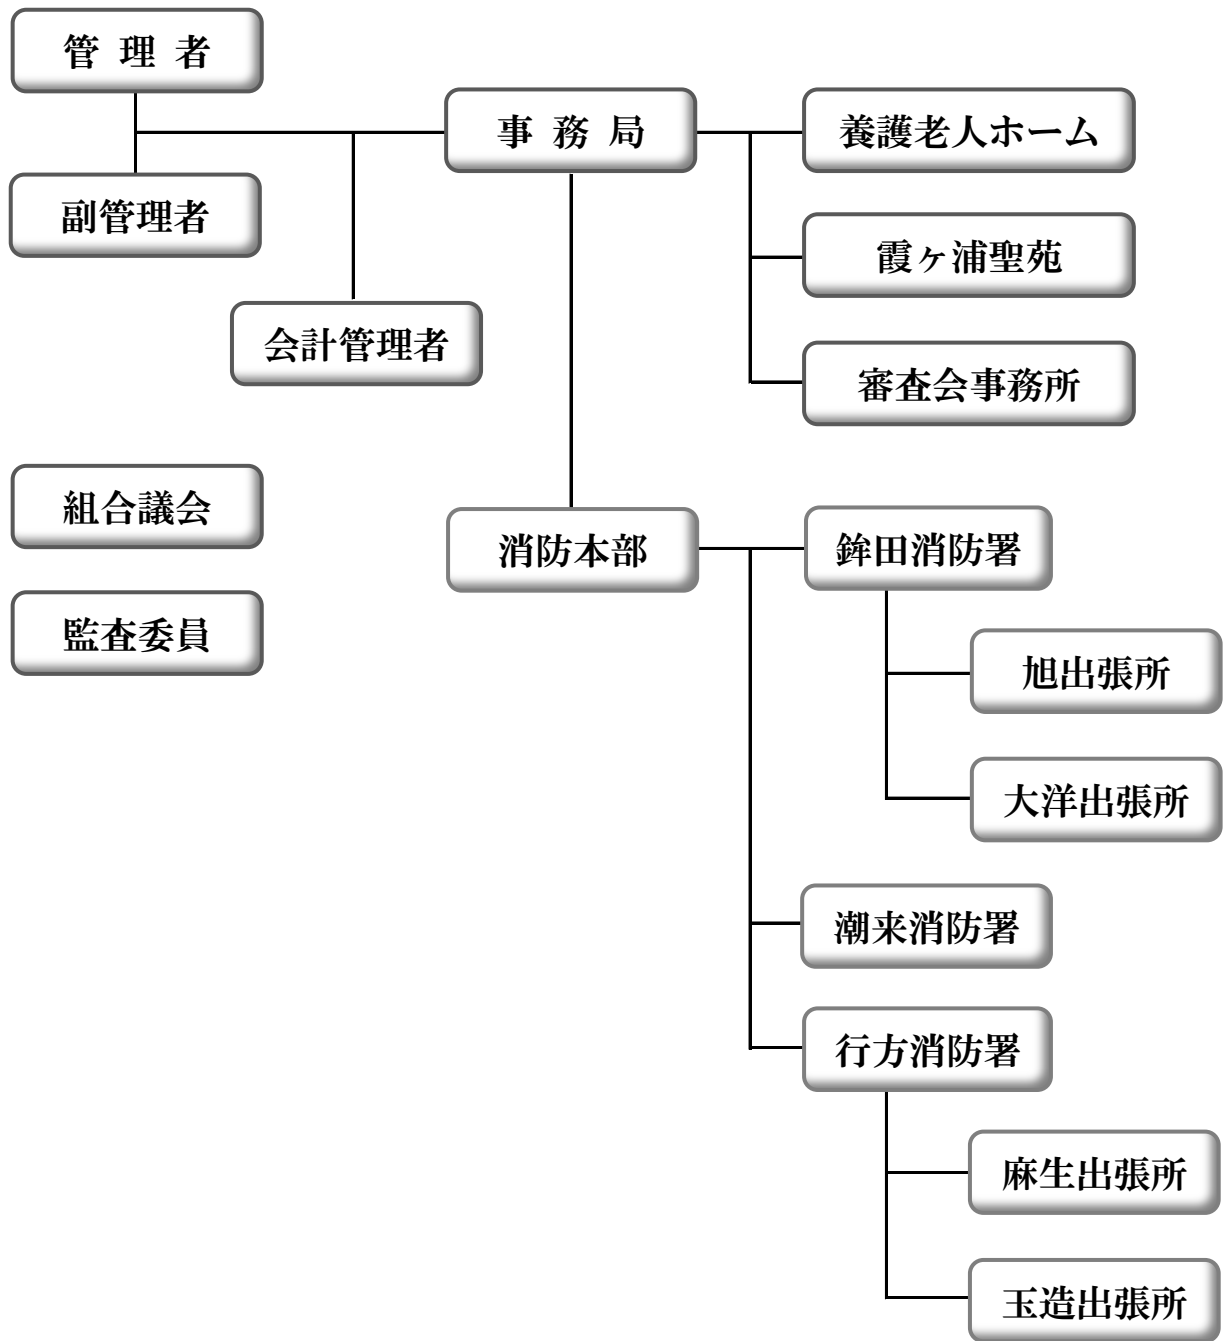 管 理 者
副管理者
会計管理者
事 務 局
養護老人ホーム
霞ヶ浦聖苑
審査会事務所
組合議会
監査委員
消防本部
鉾田消防署
旭出張所
大洋出張所
潮来消防署
行方消防署
麻生出張所
玉造出張所